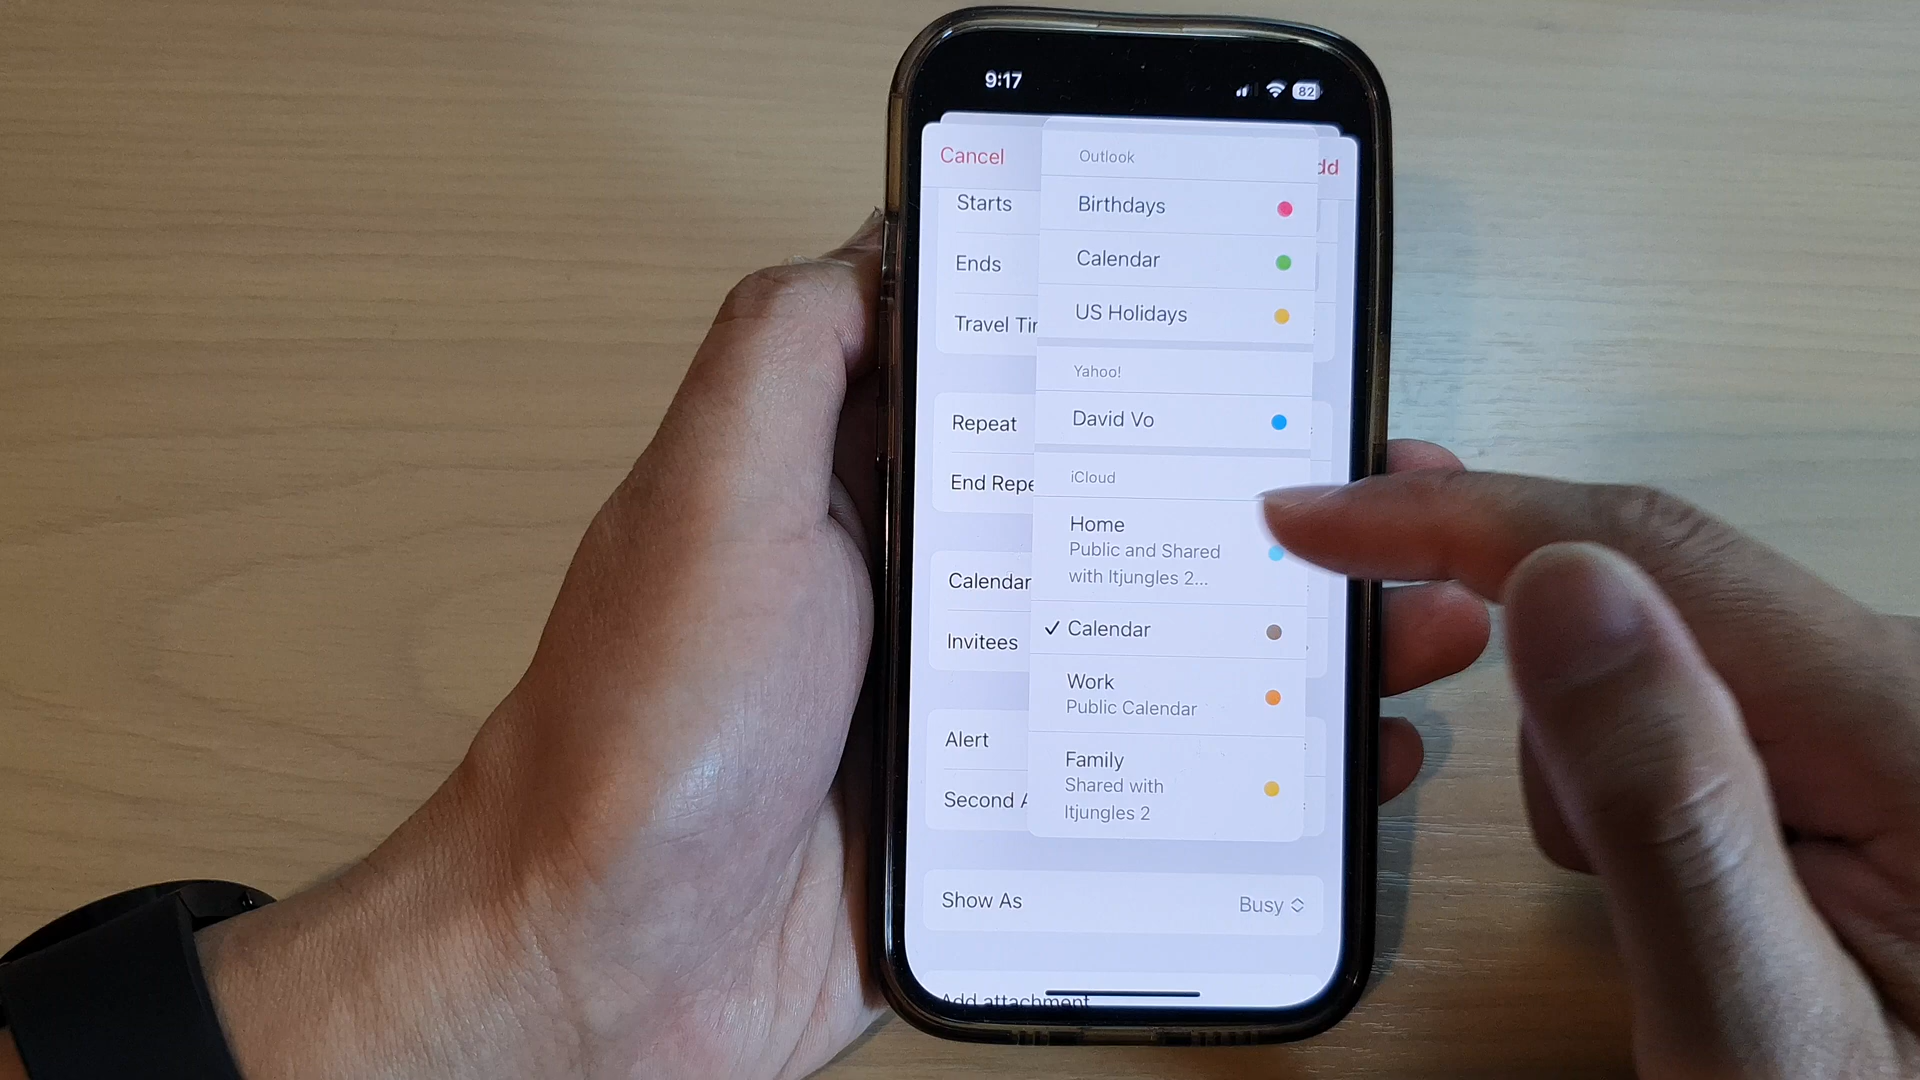 9:17
82
Cancel
dd
Starts
Ends
Travel Tir
Repeat
End Repe
Calendar
Invitees
Alert
Second A
Outlook
Birthdays
Calendar
US Holidays
Yahoo!
David Vo
iCloud
Home
Public and Shared
with Itjungles 2...
✓ Calendar
Work
Public Calendar
Family
Shared with
Itjungles 2
Show As
Busy
Add attachment